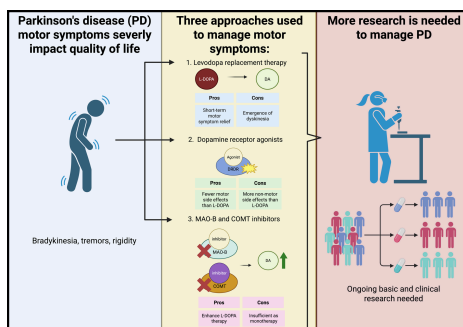 Parkinson's disease (PD)
motor symptoms severly
impact quality of life
Bradykinesia, tremors, rigidity
Three approaches used
to manage motor
symptoms:
1. Levodopa replacement therapy
L-DOPA
DA
Pros
Cons
Short-term
motor
symptom relief
Emergence of
dyskinesia
2. Dopamine receptor agonists
Agonist
DRD#
Pros
Cons
Fewer motor
side effects
than L-DOPA
More non-motor
side effects than
L-DOPA
3. MAO-B and COMT inhibitors
Inhibitor
MAO-B
Inhibitor
COMT
DA
Pros
Cons
Enhance L-DOPA
therapy
Insufficient as
monotherapy
More research is needed
to manage PD
Ongoing basic and clinical
research needed